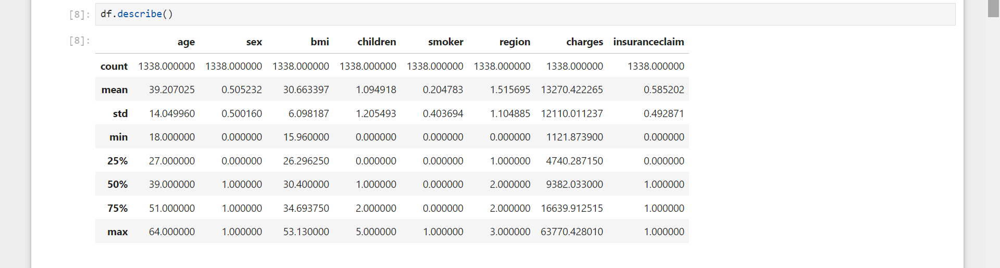 [8]: df.describe()
[8]: age sex bmi children smoker region charges insuranceclaim
count 1338.000000 1338.000000 1338.000000 1338.000000 1338.000000 1338.000000 1338.000000 1338.000000
mean 39.207025 0.505232 30.663397 1.094918 0.204783 1.515695 13270.422265 0.585202
std 14.049960 0.500160 6.098187 1.205493 0.403694 1.104885 12110.011237 0.492871
min 18.000000 0.000000 15.960000 0.000000 0.000000 0.000000 1121.873900 0.000000
25% 27.000000 0.000000 26.296250 0.000000 0.000000 1.000000 4740.287150 0.000000
50% 39.000000 1.000000 30.400000 1.000000 0.000000 2.000000 9382.033000 1.000000
75% 51.000000 1.000000 34.693750 2.000000 0.000000 2.000000 16639.912515 1.000000
max 64.000000 1.000000 53.130000 5.000000 1.000000 3.000000 63770.428010 1.000000